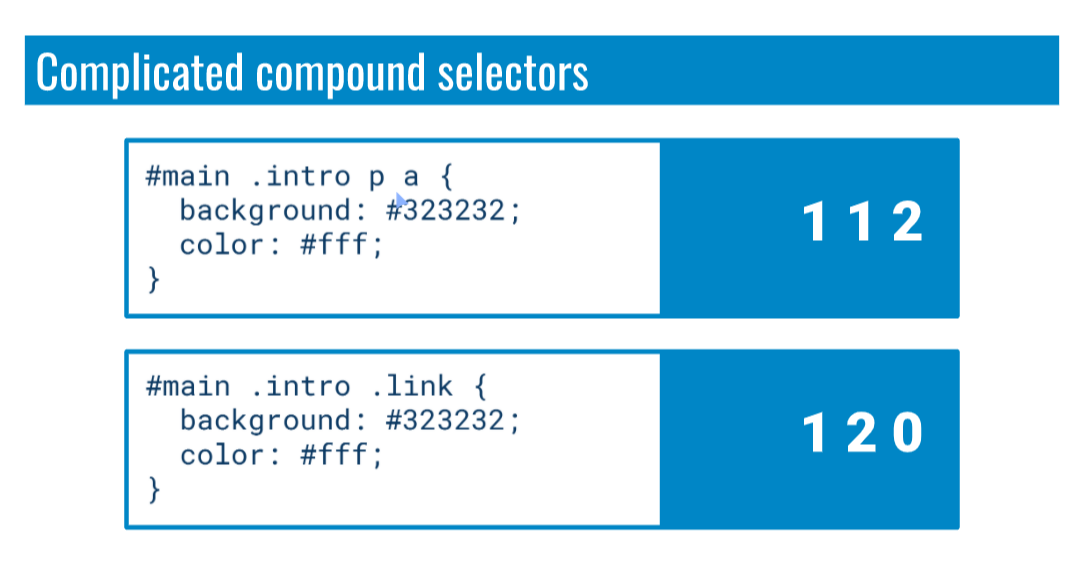 Complicated compound selectors
#main .intro p a {
  background: #323232;
  color: #fff;
}
1 1 2
#main .intro .link {
  background: #323232;
  color: #fff;
}
1 2 0